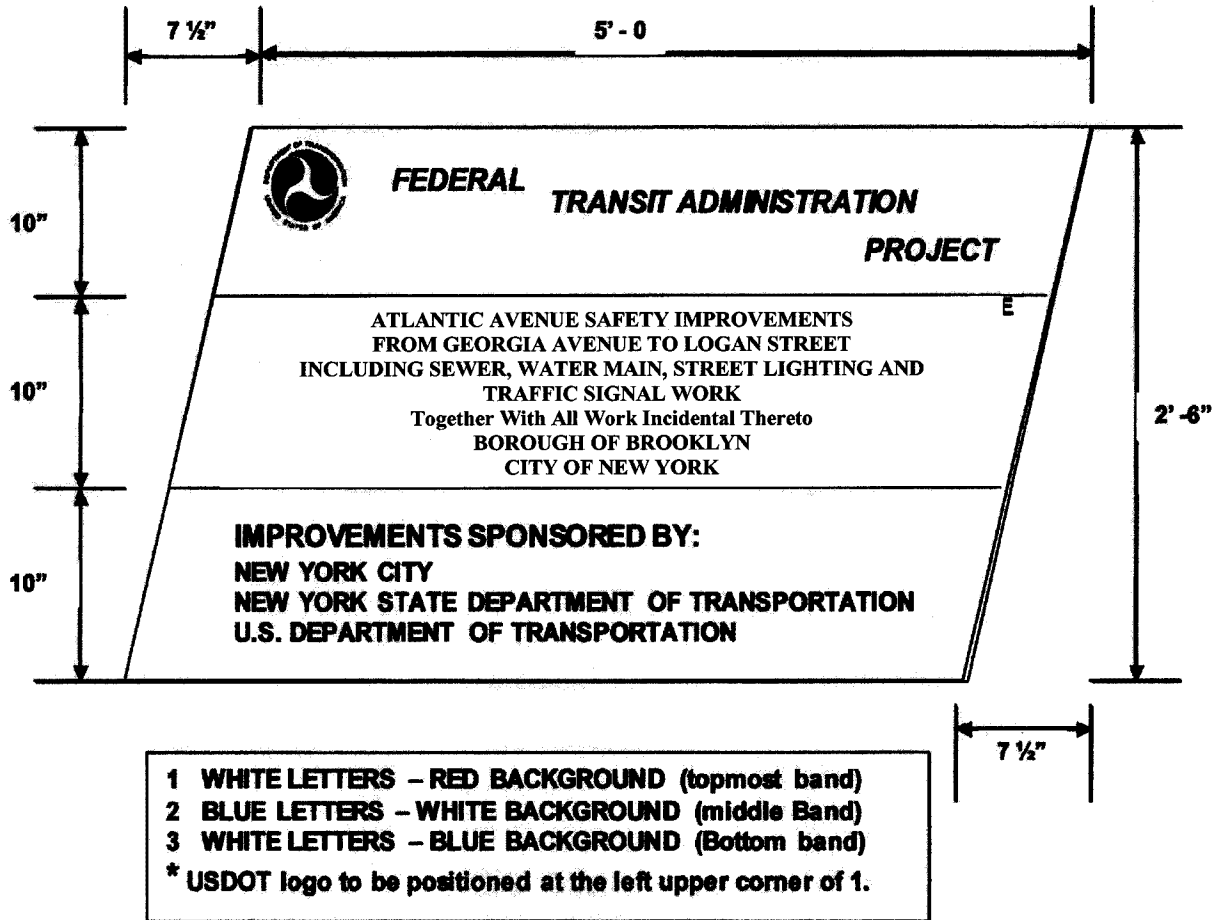 7 ½”
5’ - 0
10”
FEDERAL
TRANSIT ADMINISTRATION
PROJECT
E
10”
ATLANTIC AVENUE SAFETY IMPROVEMENTS
FROM GEORGIA AVENUE TO LOGAN STREET
INCLUDING SEWER, WATER MAIN, STREET LIGHTING AND
TRAFFIC SIGNAL WORK
Together With All Work Incidental Thereto
BOROUGH OF BROOKLYN
CITY OF NEW YORK
2’ -6”
10”
IMPROVEMENTS SPONSORED BY:
NEW YORK CITY
NEW YORK STATE DEPARTMENT OF TRANSPORTATION
U.S. DEPARTMENT OF TRANSPORTATION
7 ½”
1 WHITE LETTERS – RED BACKGROUND (topmost band)
2 BLUE LETTERS – WHITE BACKGROUND (middle Band)
3 WHITE LETTERS – BLUE BACKGROUND (Bottom band)
* USDOT logo to be positioned at the left upper corner of 1.